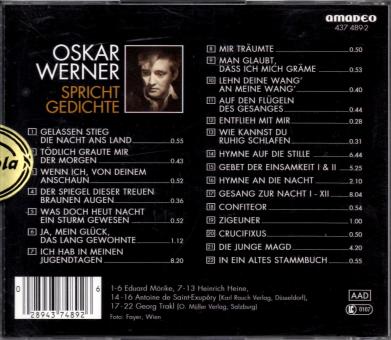 amadeo
437 489-2
OSKAR
WERNER
SPRICHT
GEDICHTE
1 GELASSEN STIEG
DIE NACHT ANS LAND 0.55
2 TÖDLICH GRAUTE MIR
DER MORGEN 0.43
3 WENN ICH, VON DEINEM
ANSCHAUN 0.52
4 DER SPIEGEL DIESER TREUEN
BRAUNEN AUGEN 0.36
5 WAS DOCH HEUT NACHT
EIN STURM GEWESEN 0.52
6 JA, MEIN GLÜCK,
DAS LANG GEWOHNTE 1.12
7 ICH HAB IN MEINEN
JUGENDTAGEN 8.20
8 MIR TRÄUMTE 0.50
9 MAN GLAUBT,
DASS ICH MICH GRÄME 0.53
10 LEHN DEINE WANG'
AN MEINE WANG' 0.40
11 AUF DEN FLÜGELN
DES GESANGES 0.44
12 ENTFLIEH MIT MIR 0.28
13 WIE KANNST DU
RUHIG SCHLAFEN 0.31
14 HYMNE AUF DIE STILLE 6.44
15 GEBET DER EINSAMKEIT I & II 5.25
16 HYMNE AN DIE NACHT 2.10
17 GESANG ZUR NACHT I - XII 8.04
18 CONFITEOR 0.54
19 ZIGEUNER 1.00
20 CRUCIFIXUS 0.50
21 DIE JUNGE MAGD 4.20
22 IN EIN ALTES STAMMBUCH 0.55
ola
0 28943 74892 6
1-6 Eduard Mörike, 7-13 Heinrich Heine,
14-16 Antoine de Saint-Exupéry (Karl Rauch Verlag, Düsseldorf),
17-22 Georg Trakl (O. Müller Verlag, Salzburg)
Foto: Fayer, Wien
AAD
LC 0107